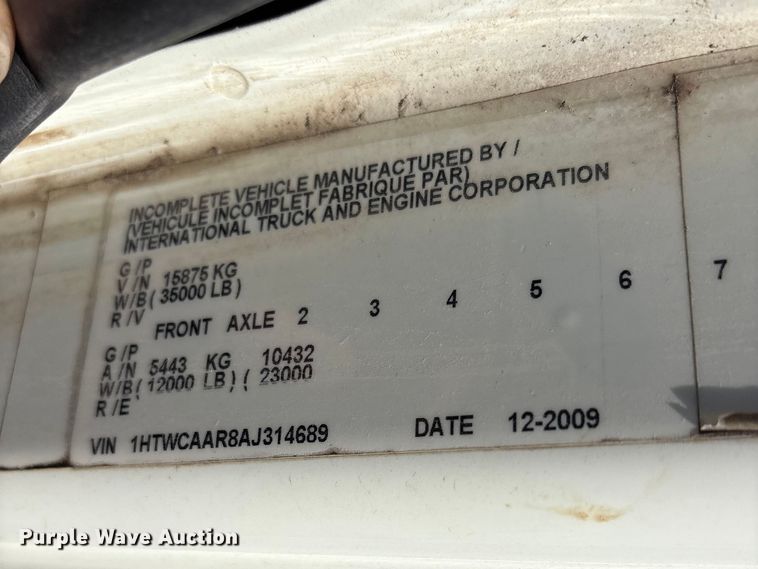 INCOMPLETE VEHICLE MANUFACTURED BY /
(VEHICULE INCOMPLET FABRIQUE PAR)
INTERNATIONAL TRUCK AND ENGINE CORPORATION
G /P
V /N 15875 KG
W/B( 35000 LB)
R /V
FRONT AXLE 2 3 4 5 6 7
G /P
A /N 5443 KG 10432
W/B( 12000 LB) ( 23000
R /E
VIN 1HTWCAAR8AJ314689 DATE 12-2009
Purple Wave Auction